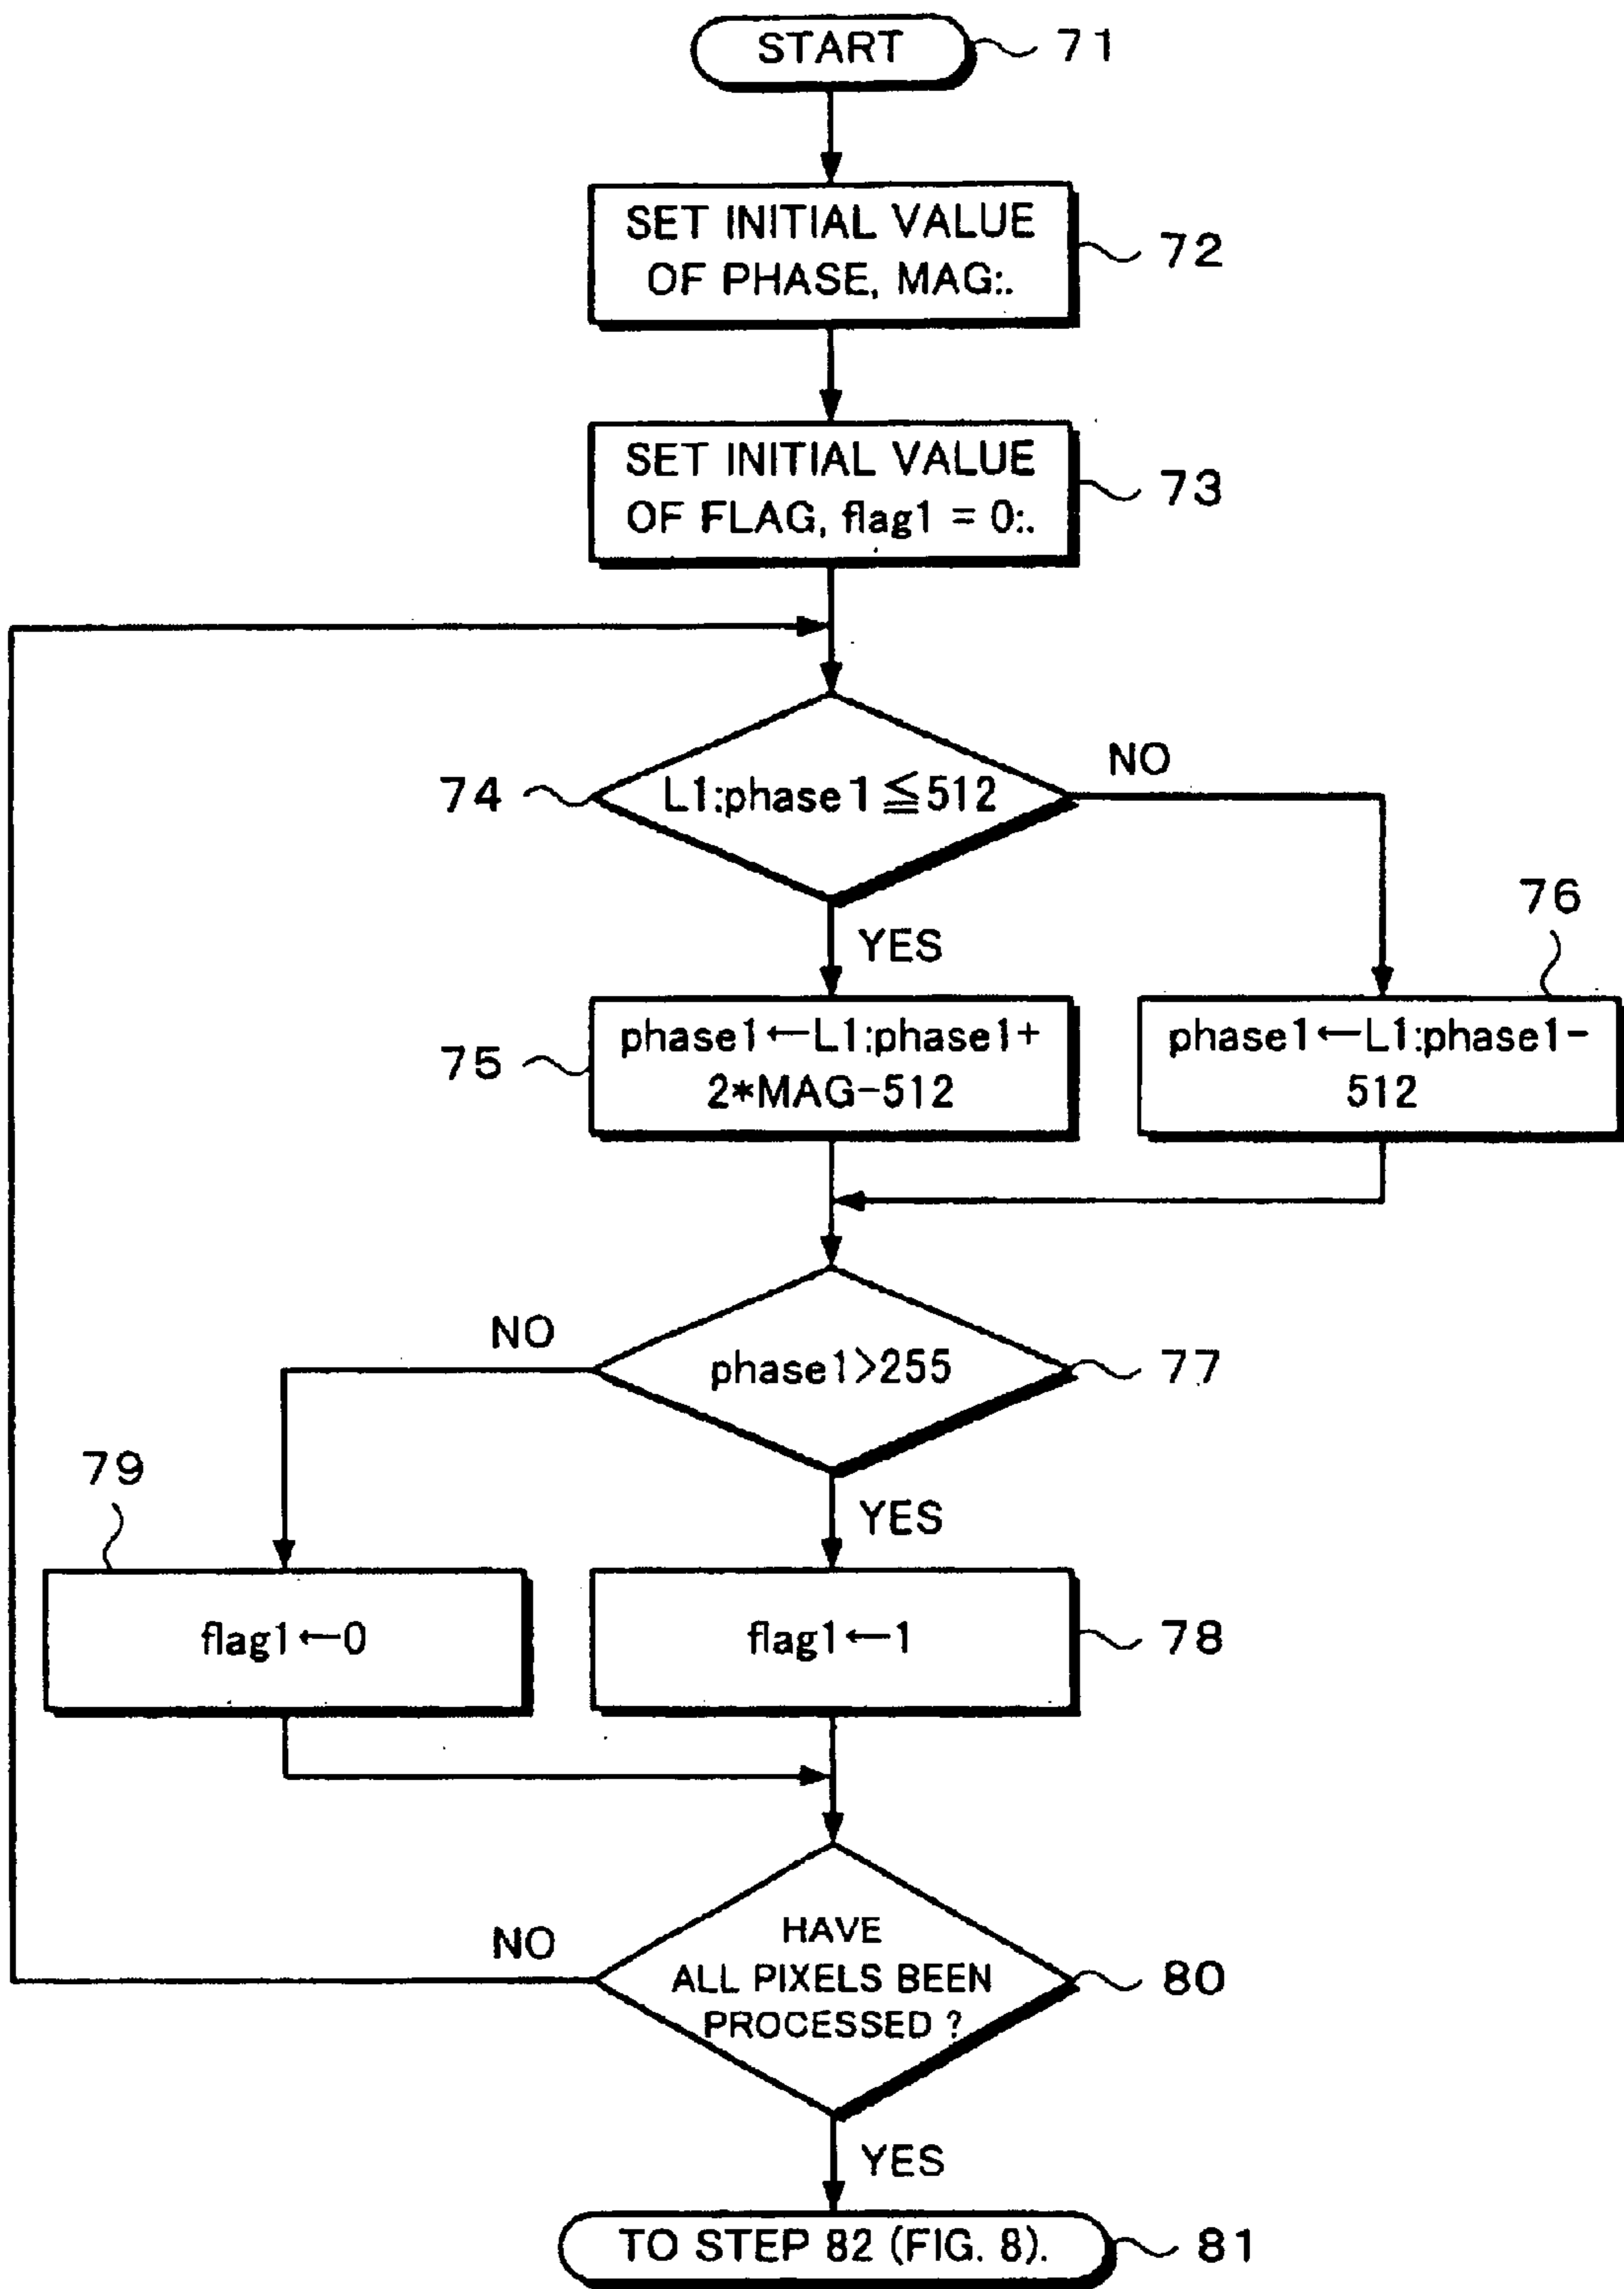 START
71
SET INITIAL VALUE
OF PHASE, MAG:.
72
SET INITIAL VALUE
OF FLAG, flag1 = 0:.
73
74
L1:phase1≦512
NO
YES
76
75
phase1←L1:phase1+
2*MAG-512
phase1←L1:phase1-
512
NO
phase1>255
77
79
YES
flag1←0
flag1←1
78
NO
HAVE
ALL PIXELS BEEN
PROCESSED ?
80
YES
TO STEP 82 (FIG. 8).
81